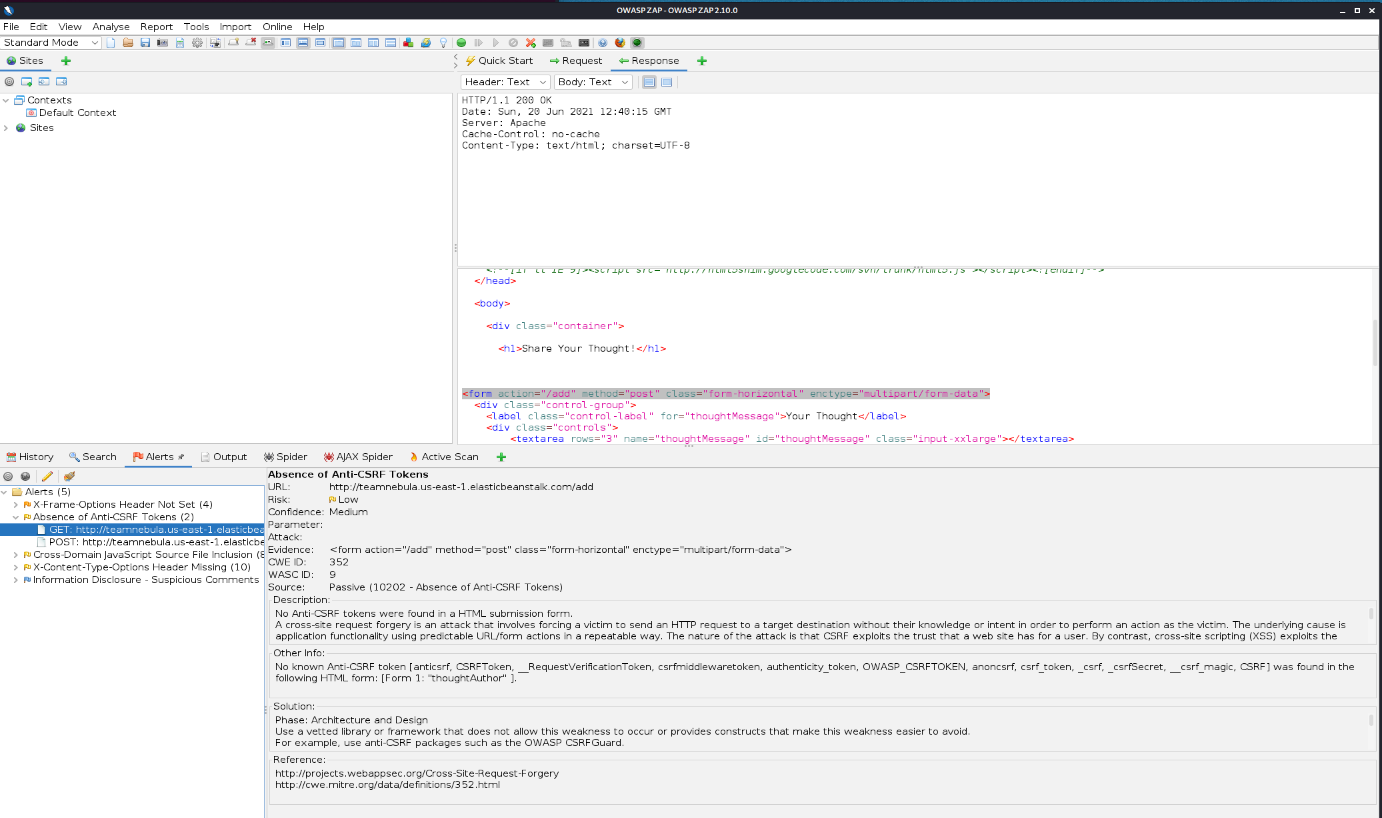 OWASP ZAP - OWASP ZAP 2.10.0
File Edit View Analyse Report Tools Import Online Help
Standard Mode
Sites
Quick Start Request Response
Header: Text Body: Text
Contexts
Default Context
Sites
HTTP/1.1 200 OK
Date: Sun, 20 Jun 2021 12:40:15 GMT
Server: Apache
Cache-Control: no-cache
Content-Type: text/html; charset=UTF-8
<!--[if lt IE 9]><script src="http://html5shim.googlecode.com/svn/trunk/html5.js"></script><![endif]-->
</head>
<body>
<div class="container">
<h1>Share Your Thought!</h1>
<form action="/add" method="post" class="form-horizontal" enctype="multipart/form-data">
<div class="control-group">
<label class="control-label" for="thoughtMessage">Your Thought</label>
<div class="controls">
<textarea rows="3" name="thoughtMessage" id="thoughtMessage" class="input-xxlarge"></textarea>
History Search Alerts Output Spider AJAX Spider Active Scan
Alerts (5)
X-Frame-Options Header Not Set (4)
Absence of Anti-CSRF Tokens (2)
GET: http://teamnebula.us-east-1.elasticbea
POST: http://teamnebula.us-east-1.elasticbe
Cross-Domain JavaScript Source File Inclusion (8
X-Content-Type-Options Header Missing (10)
Information Disclosure - Suspicious Comments
Absence of Anti-CSRF Tokens
URL: http://teamnebula.us-east-1.elasticbeanstalk.com/add
Risk: Low
Confidence: Medium
Parameter:
Attack:
Evidence: <form action="/add" method="post" class="form-horizontal" enctype="multipart/form-data">
CWE ID: 352
WASC ID: 9
Source: Passive (10202 - Absence of Anti-CSRF Tokens)
Description:
No Anti-CSRF tokens were found in a HTML submission form.
A cross-site request forgery is an attack that involves forcing a victim to send an HTTP request to a target destination without their knowledge or intent in order to perform an action as the victim. The underlying cause is
application functionality using predictable URL/form actions in a repeatable way. The nature of the attack is that CSRF exploits the trust that a web site has for a user. By contrast, cross-site scripting (XSS) exploits the
Other Info:
No known Anti-CSRF token [anticsrf, CSRFToken, __RequestVerificationToken, csrfmiddlewaretoken, authenticity_token, OWASP_CSRFTOKEN, anoncsrf, csrf_token, _csrf, _csrfSecret, __csrf_magic, CSRF] was found in the
following HTML form: [Form 1: "thoughtAuthor" ].
Solution:
Phase: Architecture and Design
Use a vetted library or framework that does not allow this weakness to occur or provides constructs that make this weakness easier to avoid.
For example, use anti-CSRF packages such as the OWASP CSRFGuard.
Reference:
http://projects.webappsec.org/Cross-Site-Request-Forgery
http://cwe.mitre.org/data/definitions/352.html